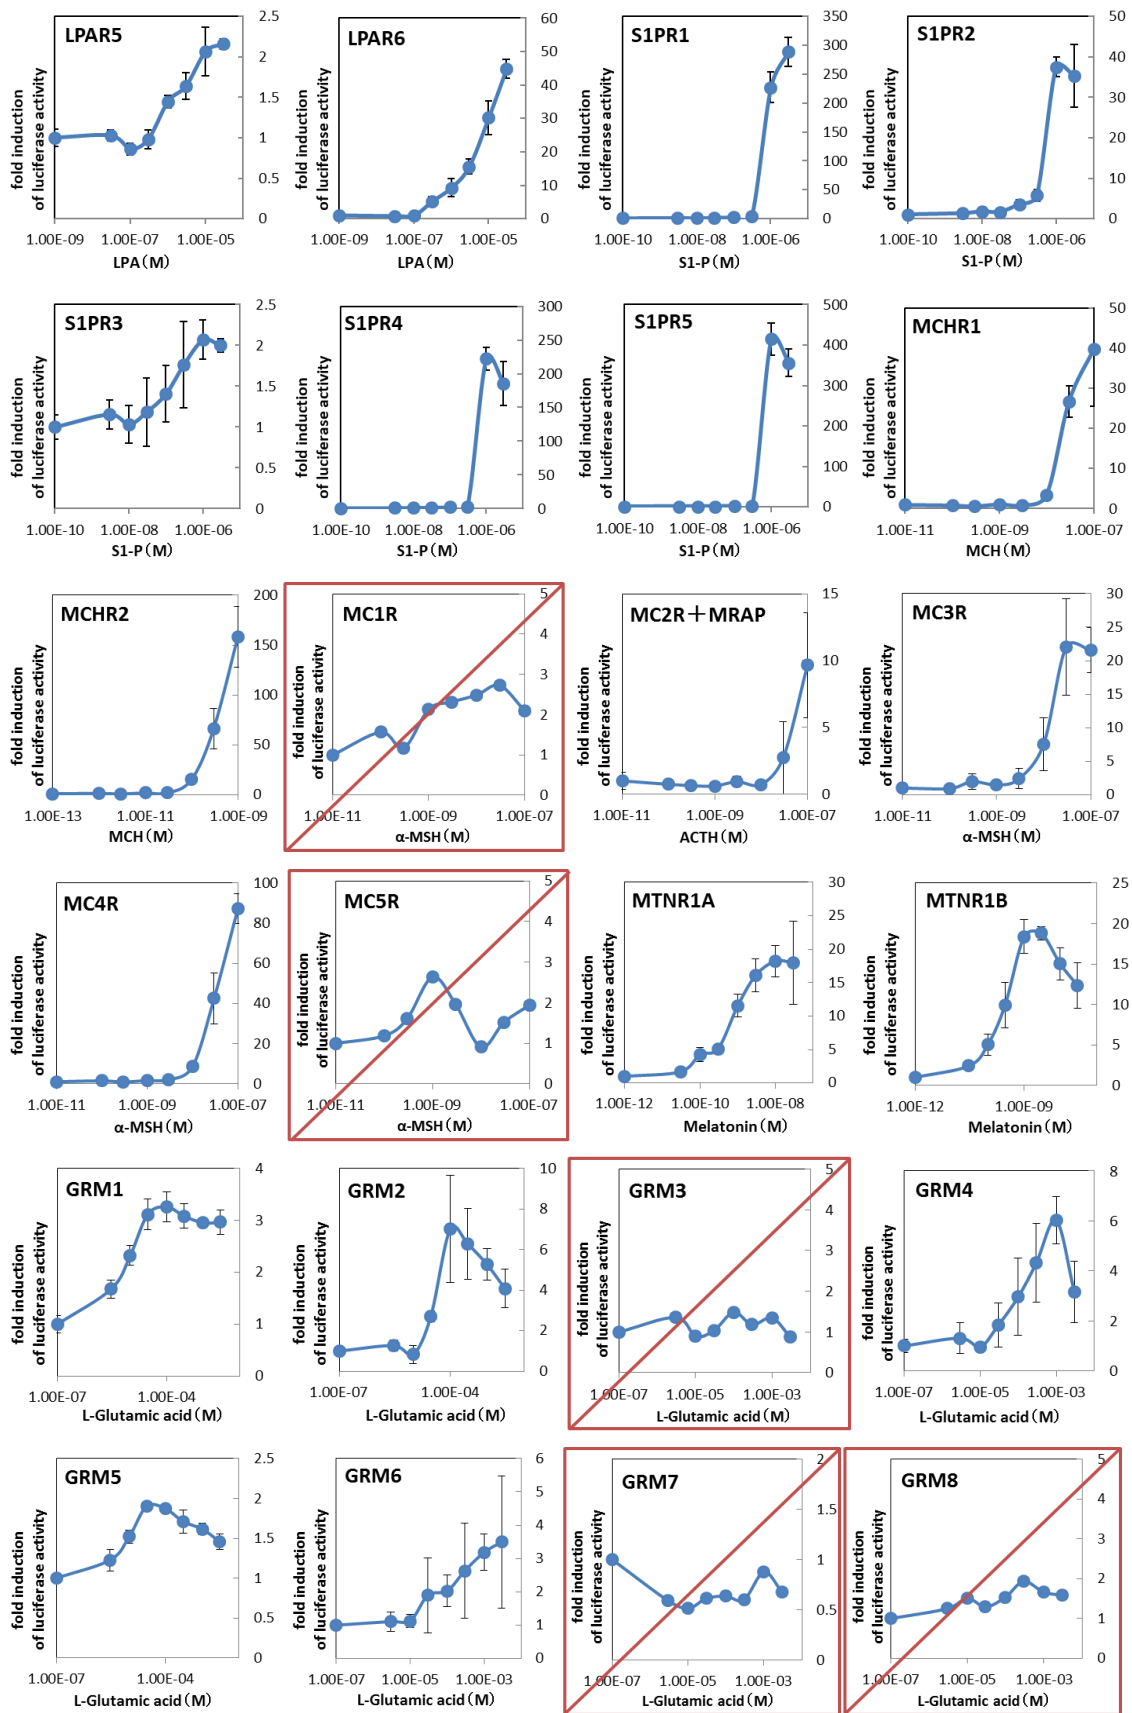 LPAR5
fold induction
of luciferase activity
2.5
2
1.5
1
0.5
0
1.00E-09
1.00E-07
1.00E-05
LPA(M)
LPAR6
fold induction
of luciferase activity
60
50
40
30
20
10
0
1.00E-09
1.00E-07
1.00E-05
LPA(M)
S1PR1
fold induction
of luciferase activity
350
300
250
200
150
100
50
0
1.00E-10
1.00E-08
1.00E-06
S1-P(M)
S1PR2
fold induction
of luciferase activity
50
40
30
20
10
0
1.00E-10
1.00E-08
1.00E-06
S1-P(M)
S1PR3
fold induction
of luciferase activity
2.5
2
1.5
1
0.5
0
1.00E-10
1.00E-08
1.00E-06
S1-P(M)
S1PR4
fold induction
of luciferase activity
300
250
200
150
100
50
0
1.00E-10
1.00E-08
1.00E-06
S1-P(M)
S1PR5
fold induction
of luciferase activity
500
400
300
200
100
0
1.00E-10
1.00E-08
1.00E-06
S1-P(M)
MCHR1
fold induction
of luciferase activity
50
40
30
20
10
0
1.00E-11
1.00E-09
1.00E-07
MCH(M)
MCHR2
fold induction
of luciferase activity
200
150
100
50
0
1.00E-13
1.00E-11
1.00E-09
MCH(M)
MC1R
fold induction
of luciferase activity
5
4
3
2
1
0
1.00E-11
1.00E-09
1.00E-07
α-MSH(M)
MC2R+MRAP
fold induction
of luciferase activity
15
10
5
0
1.00E-11
1.00E-09
1.00E-07
ACTH(M)
MC3R
fold induction
of luciferase activity
30
25
20
15
10
5
0
1.00E-11
1.00E-09
1.00E-07
α-MSH(M)
MC4R
fold induction
of luciferase activity
100
80
60
40
20
0
1.00E-11
1.00E-09
1.00E-07
α-MSH(M)
MC5R
fold induction
of luciferase activity
5
4
3
2
1
0
1.00E-11
1.00E-09
1.00E-07
α-MSH(M)
MTNR1A
fold induction
of luciferase activity
30
25
20
15
10
5
0
1.00E-12
1.00E-10
1.00E-08
Melatonin(M)
MTNR1B
fold induction
of luciferase activity
25
20
15
10
5
0
1.00E-12
1.00E-09
Melatonin(M)
GRM1
fold induction
of luciferase activity
4
3
2
1
0
1.00E-07
1.00E-04
L-Glutamic acid(M)
GRM2
fold induction
of luciferase activity
10
8
6
4
2
0
1.00E-07
1.00E-04
L-Glutamic acid(M)
GRM3
fold induction
of luciferase activity
5
4
3
2
1
0
1.00E-07
1.00E-05
1.00E-03
L-Glutamic acid(M)
GRM4
fold induction
of luciferase activity
8
6
4
2
0
1.00E-07
1.00E-05
1.00E-03
L-Glutamic acid(M)
GRM5
fold induction
of luciferase activity
2.5
2
1.5
1
0.5
0
1.00E-07
1.00E-04
L-Glutamic acid(M)
GRM6
fold induction
of luciferase activity
6
5
4
3
2
1
0
1.00E-07
1.00E-05
1.00E-03
L-Glutamic acid(M)
GRM7
fold induction
of luciferase activity
2
1.5
1
0.5
0
1.00E-07
1.00E-05
1.00E-03
L-Glutamic acid(M)
GRM8
fold induction
of luciferase activity
5
4
3
2
1
0
1.00E-07
1.00E-05
1.00E-03
L-Glutamic acid(M)